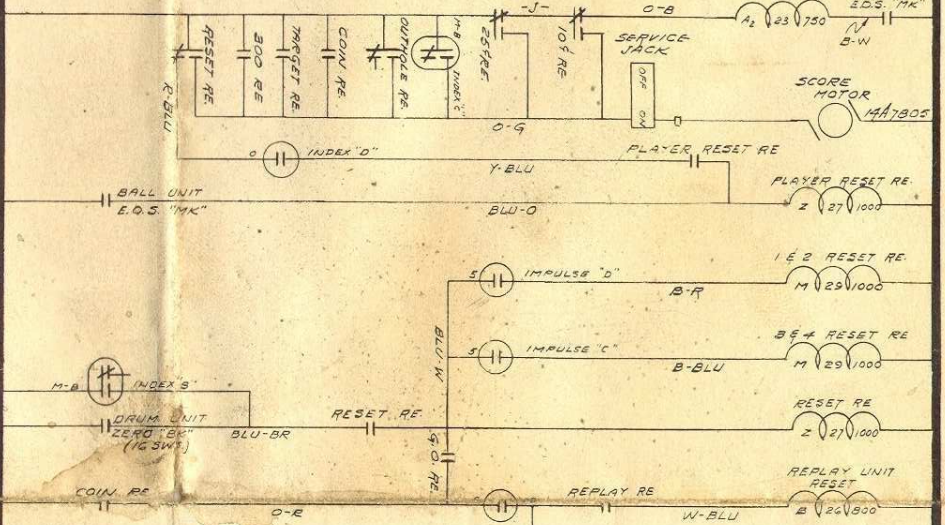 -J-
O-B
A2 23 750
E.O.S. "MK"
B-W
RESET RE.
300 RE
TARGET RE.
COIN RE.
OUTHOLE RE.
M-B
INDEX "C"
25¢ RE.
10¢ RE
SERVICE
JACK
OFF ON
SCORE
MOTOR
14A7805
R-BLU
O-G
O INDEX "D"
Y-BLU
PLAYER RESET RE
BALL UNIT
E.O.S. "MK"
BLU-O
PLAYER RESET RE.
Z 27 1000
5 IMPULSE "D"
B-R
1 & 2 RESET RE.
M 29 1000
BLU-W
5 IMPULSE "C"
B-BLU
3 & 4 RESET RE
M 29 1000
M-B
INDEX "B"
DRUM UNIT
ZERO "BK"
(16 SWS)
BLU-BR
RESET RE.
RESET RE
Z 27 1000
G.O RE.
COIN RE
O-R
REPLAY RE
W-BLU
REPLAY UNIT
RESET
B 26 800